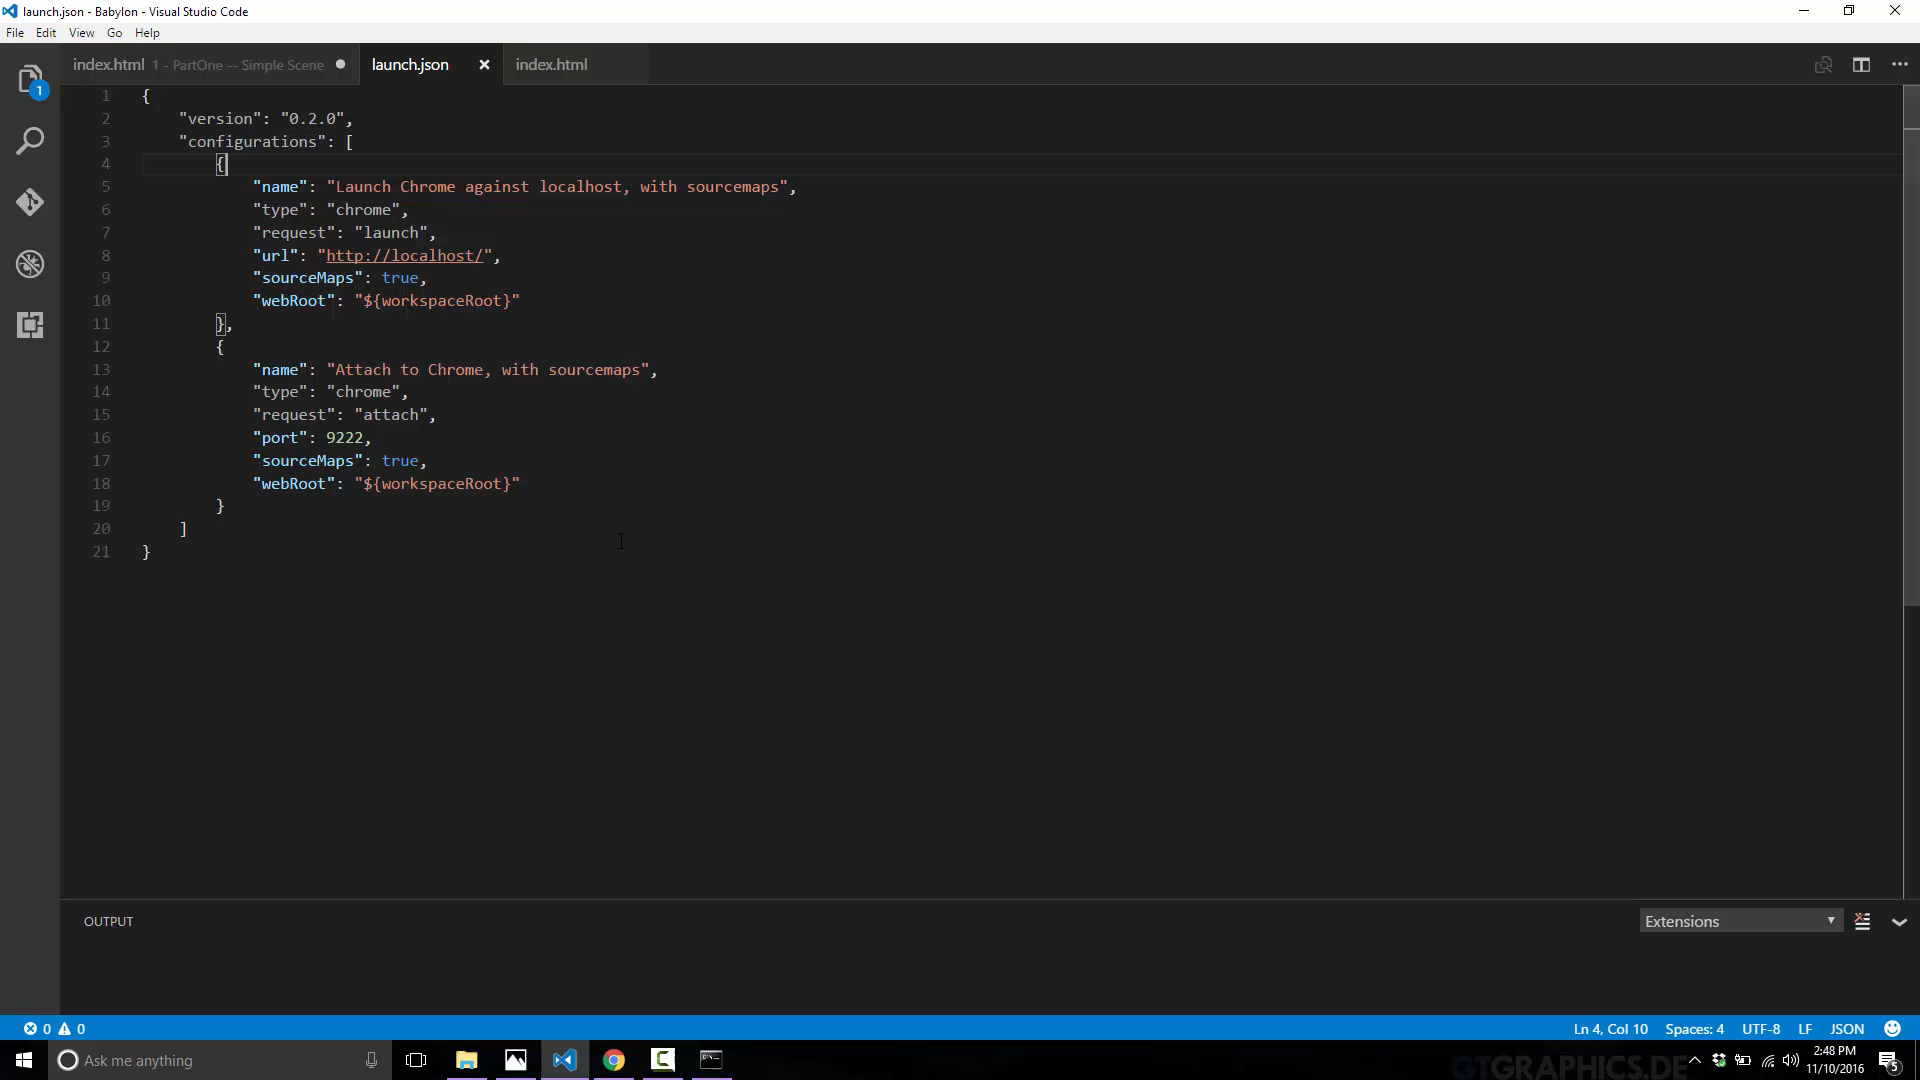 launch.json - Babylon - Visual Studio Code
File Edit View Go Help
index.html 1 - PartOne -- Simple Scene launch.json index.html
1
1 {
2 "version": "0.2.0",
3 "configurations": [
4 {
5 "name": "Launch Chrome against localhost, with sourcemaps",
6 "type": "chrome",
7 "request": "launch",
8 "url": "http://localhost/",
9 "sourceMaps": true,
10 "webRoot": "${workspaceRoot}"
11 },
12 {
13 "name": "Attach to Chrome, with sourcemaps",
14 "type": "chrome",
15 "request": "attach",
16 "port": 9222,
17 "sourceMaps": true,
18 "webRoot": "${workspaceRoot}"
19 }
20 ]
21 }
OUTPUT Extensions
0 0 Ln 4, Col 10 Spaces: 4 UTF-8 LF JSON
Ask me anything
GTGRAPHICS.DE
2:48 PM
11/10/2016
5